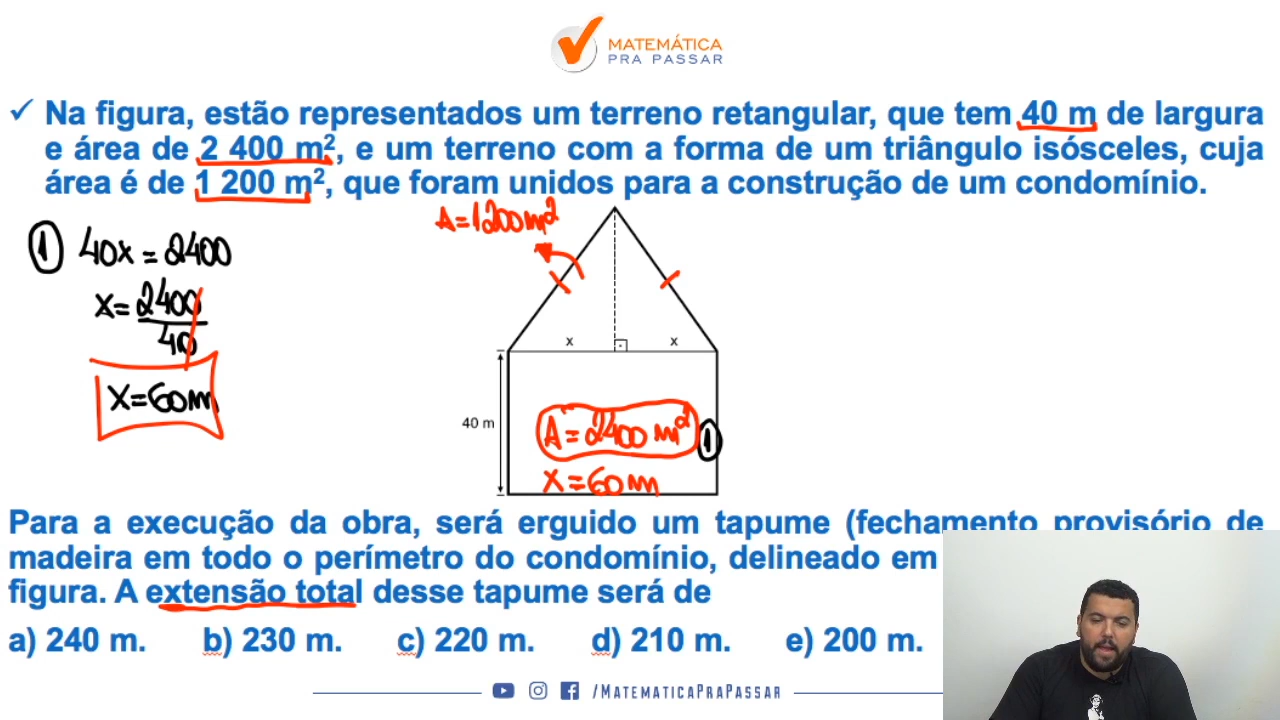 MATEMÁTICA
PRA PASSAR
✓ Na figura, estão representados um terreno retangular, que tem 40 m de largura
e área de 2 400 m², e um terreno com a forma de um triângulo isósceles, cuja
área é de 1 200 m², que foram unidos para a construção de um condomínio.
A=1200m²
① 40x=2400
x=2400
40
x=60m
x x
40 m
A=2400 m² ①
x=60m
Para a execução da obra, será erguido um tapume (fechamento provisório de
madeira em todo o perímetro do condomínio, delineado em
figura. A extensão total desse tapume será de
a) 240 m. b) 230 m. c) 220 m. d) 210 m. e) 200 m.
/MATEMATICAPRAPASSAR